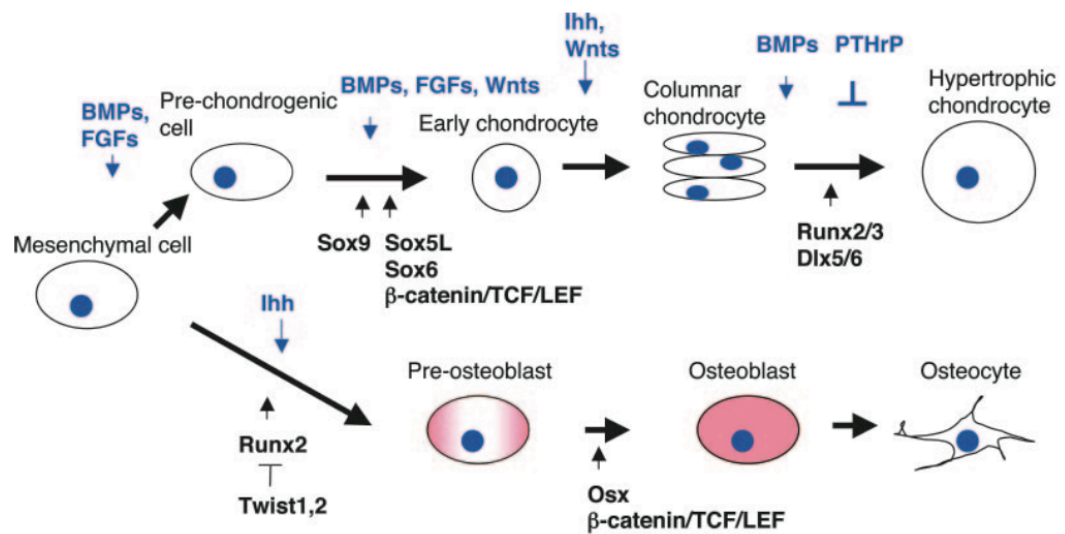 Ihh,
Wnts
BMPs PTHrP
BMPs, FGFs, Wnts
Hypertrophic
chondrocyte
Columnar
chondrocyte
Pre-chondrogenic
cell
BMPs,
FGFs
Early chondrocyte
Mesenchymal cell
Sox9 Sox5L
Sox6
β-catenin/TCF/LEF
Runx2/3
Dlx5/6
Ihh
Pre-osteoblast
Osteoblast
Osteocyte
Runx2
Twist1,2
Osx
β-catenin/TCF/LEF